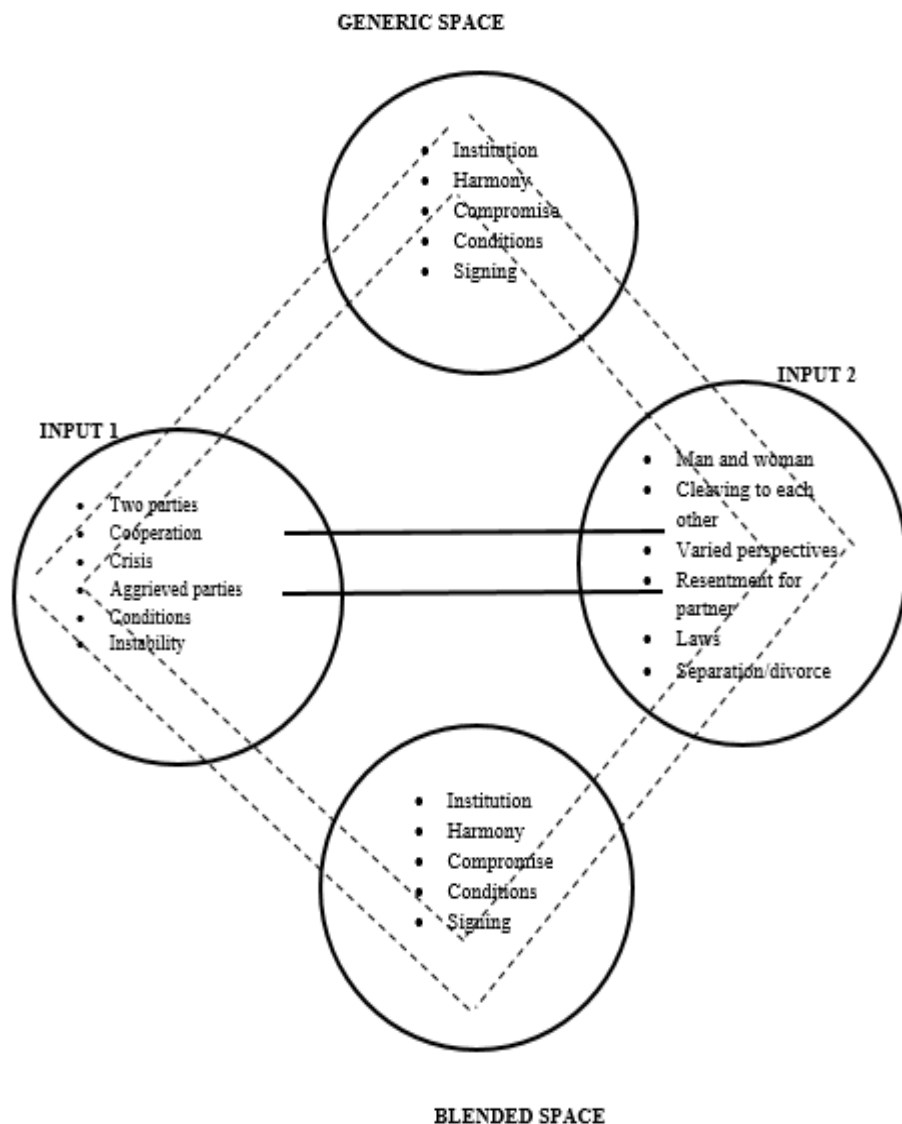 GENERIC SPACE
• Institution
• Harmony
• Compromise
• Conditions
• Signing
INPUT 2
INPUT 1
• Man and woman
• Cleaving to each
other
• Varied perspectives
• Resentment for
partner
• Laws
• Separation/divorce
• Two parties
• Cooperation
• Crisis
• Aggrieved parties
• Conditions
• Instability
• Institution
• Harmony
• Compromise
• Conditions
• Signing
BLENDED SPACE